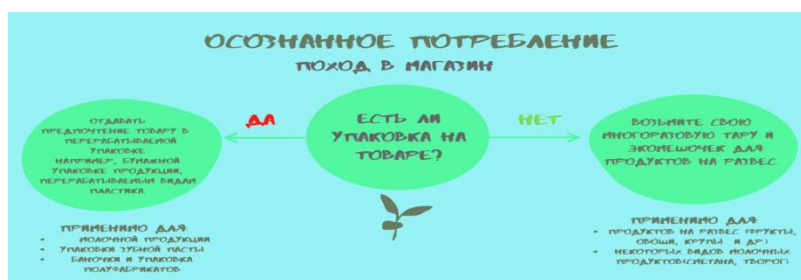 ОСОЗНАННОЕ ПОТРЕБЛЕНИЕ
ПОХОД В МАГАЗИН
ОТДАВАТЬ
ПРЕДПОЧТЕНИЕ ТОВАРУ В
ПЕРЕРАБАТЫВАЕМОЙ
УПАКОВКЕ
НАПРИМЕР, БУМАЖНОЙ
УПАКОВКЕ ПРОДУКЦИИ,
ПЕРЕРАБАТЫВАЕМЫМ ВИДАМ
ПЛАСТИКА
ДА
ЕСТЬ ЛИ
УПАКОВКА НА
ТОВАРЕ?
НЕТ
ВОЗЬМИТЕ СВОЮ
МНОГОРАЗОВУЮ ТАРУ И
ЭКОМЕШОЧЕК ДЛЯ
ПРОДУКТОВ НА РАЗВЕС
ПРИМЕНИМО ДЛЯ:
• МОЛОЧНОЙ ПРОДУКЦИИ
• УПАКОВКИ ЗУБНОЙ ПАСТЫ
• БАНОЧКИ И УПАКОВКА
ПОЛУФАБРИКАТОВ
ПРИМЕНИМО ДЛЯ:
• ПРОДУКТОВ НА РАЗВЕС (ФРУКТЫ,
ОВОЩИ, КРУПЫ И ДР)
• НЕКОТОРЫХ ВИДОВ МОЛОЧНЫХ
ПРОДУКТОВ(СМЕТАНА, ТВОРОГ)